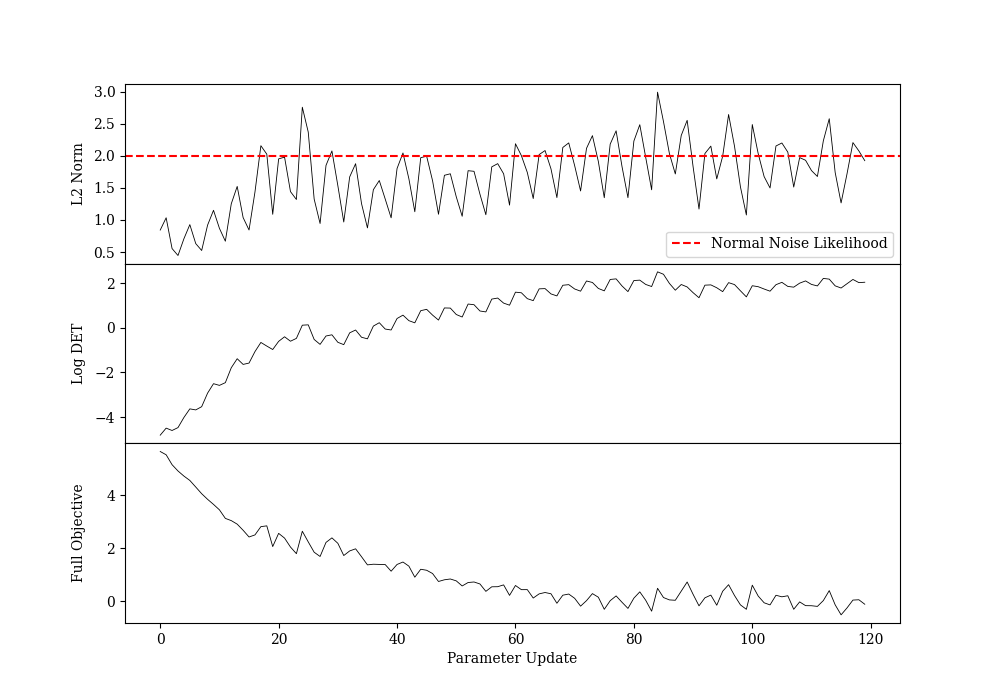 3.0
2.5
2.0
1.5
1.0
0.5
L2 Norm
Normal Noise Likelihood
2
0
−2
−4
Log DET
4
2
0
Full Objective
0 20 40 60 80 100 120
Parameter Update